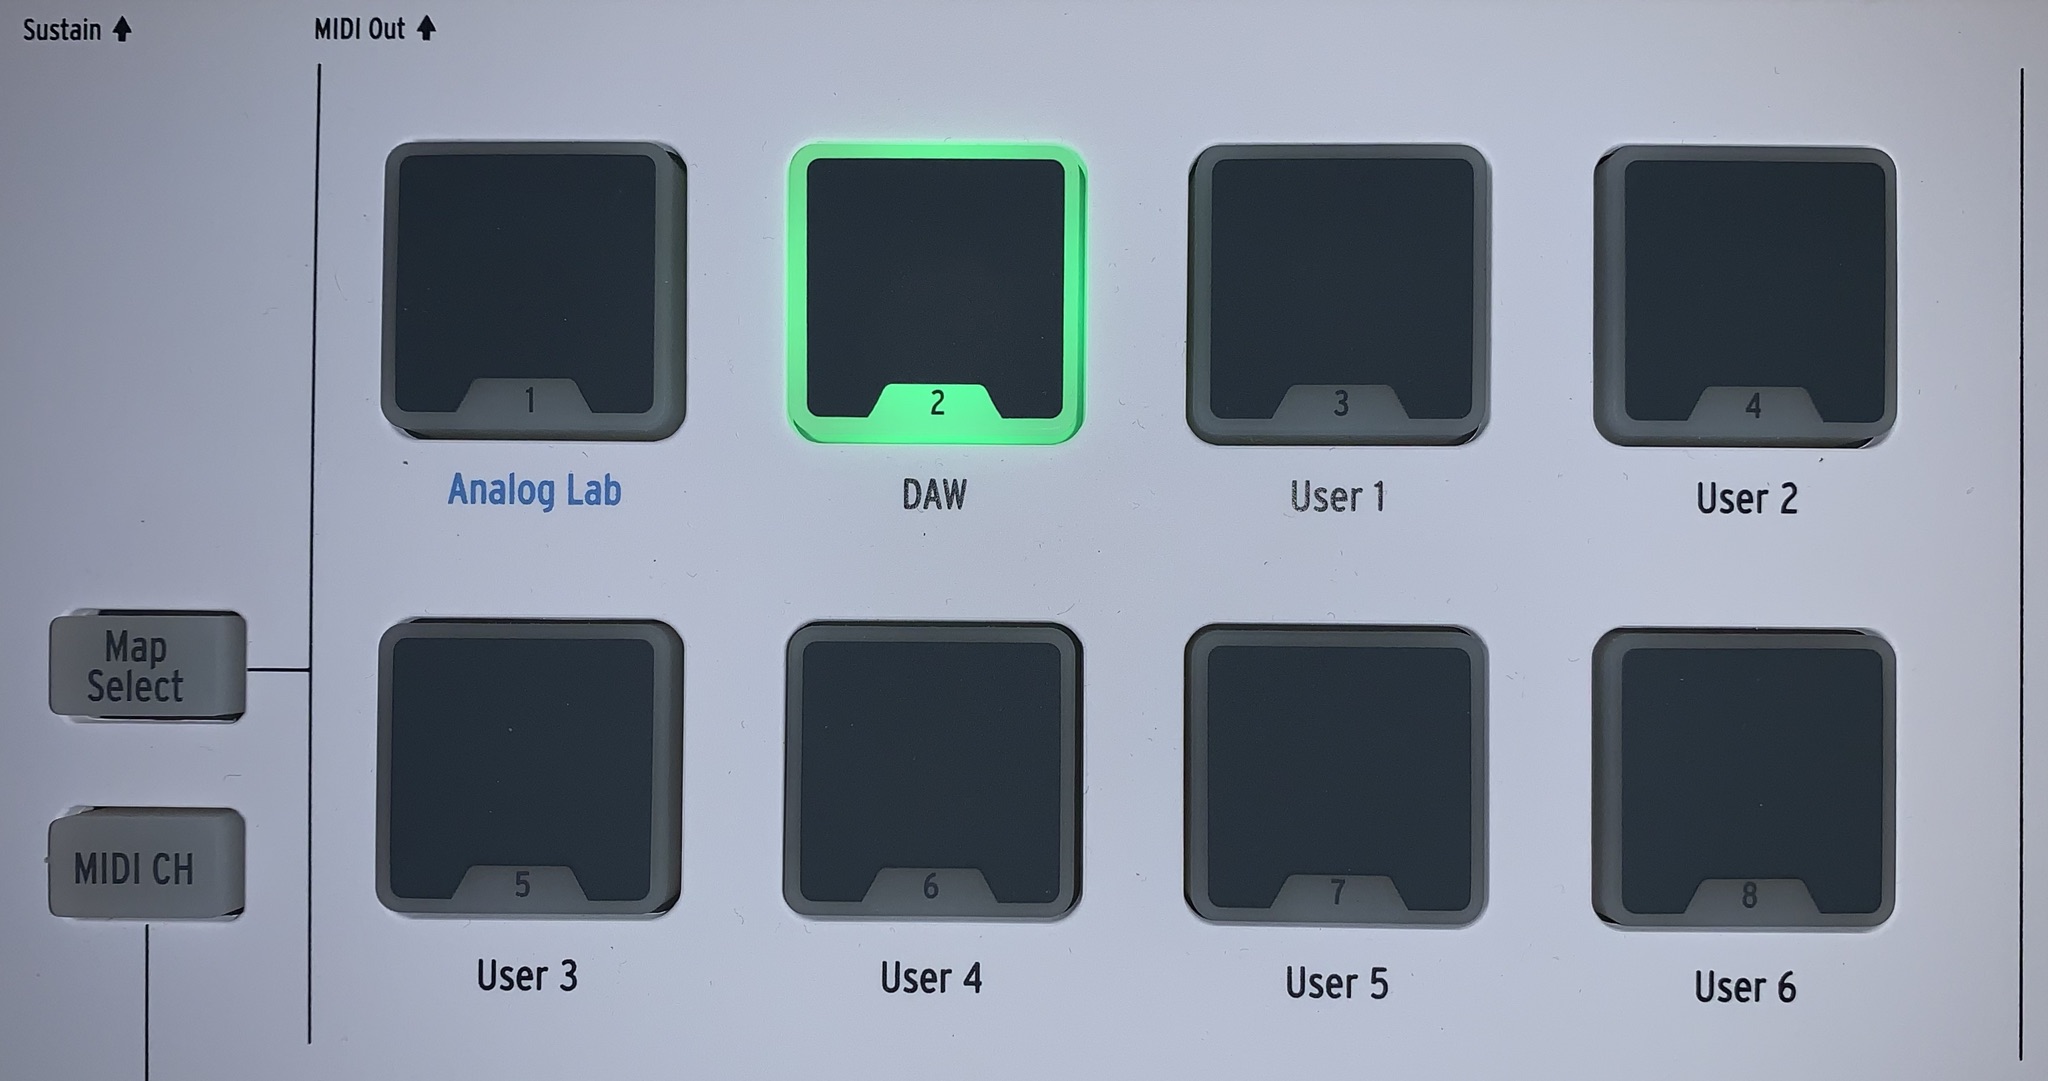 Sustain ↑
MIDI Out ↑
1
2
3
4
Analog Lab
DAW
User 1
User 2
Map
Select
MIDI CH
5
6
7
8
User 3
User 4
User 5
User 6